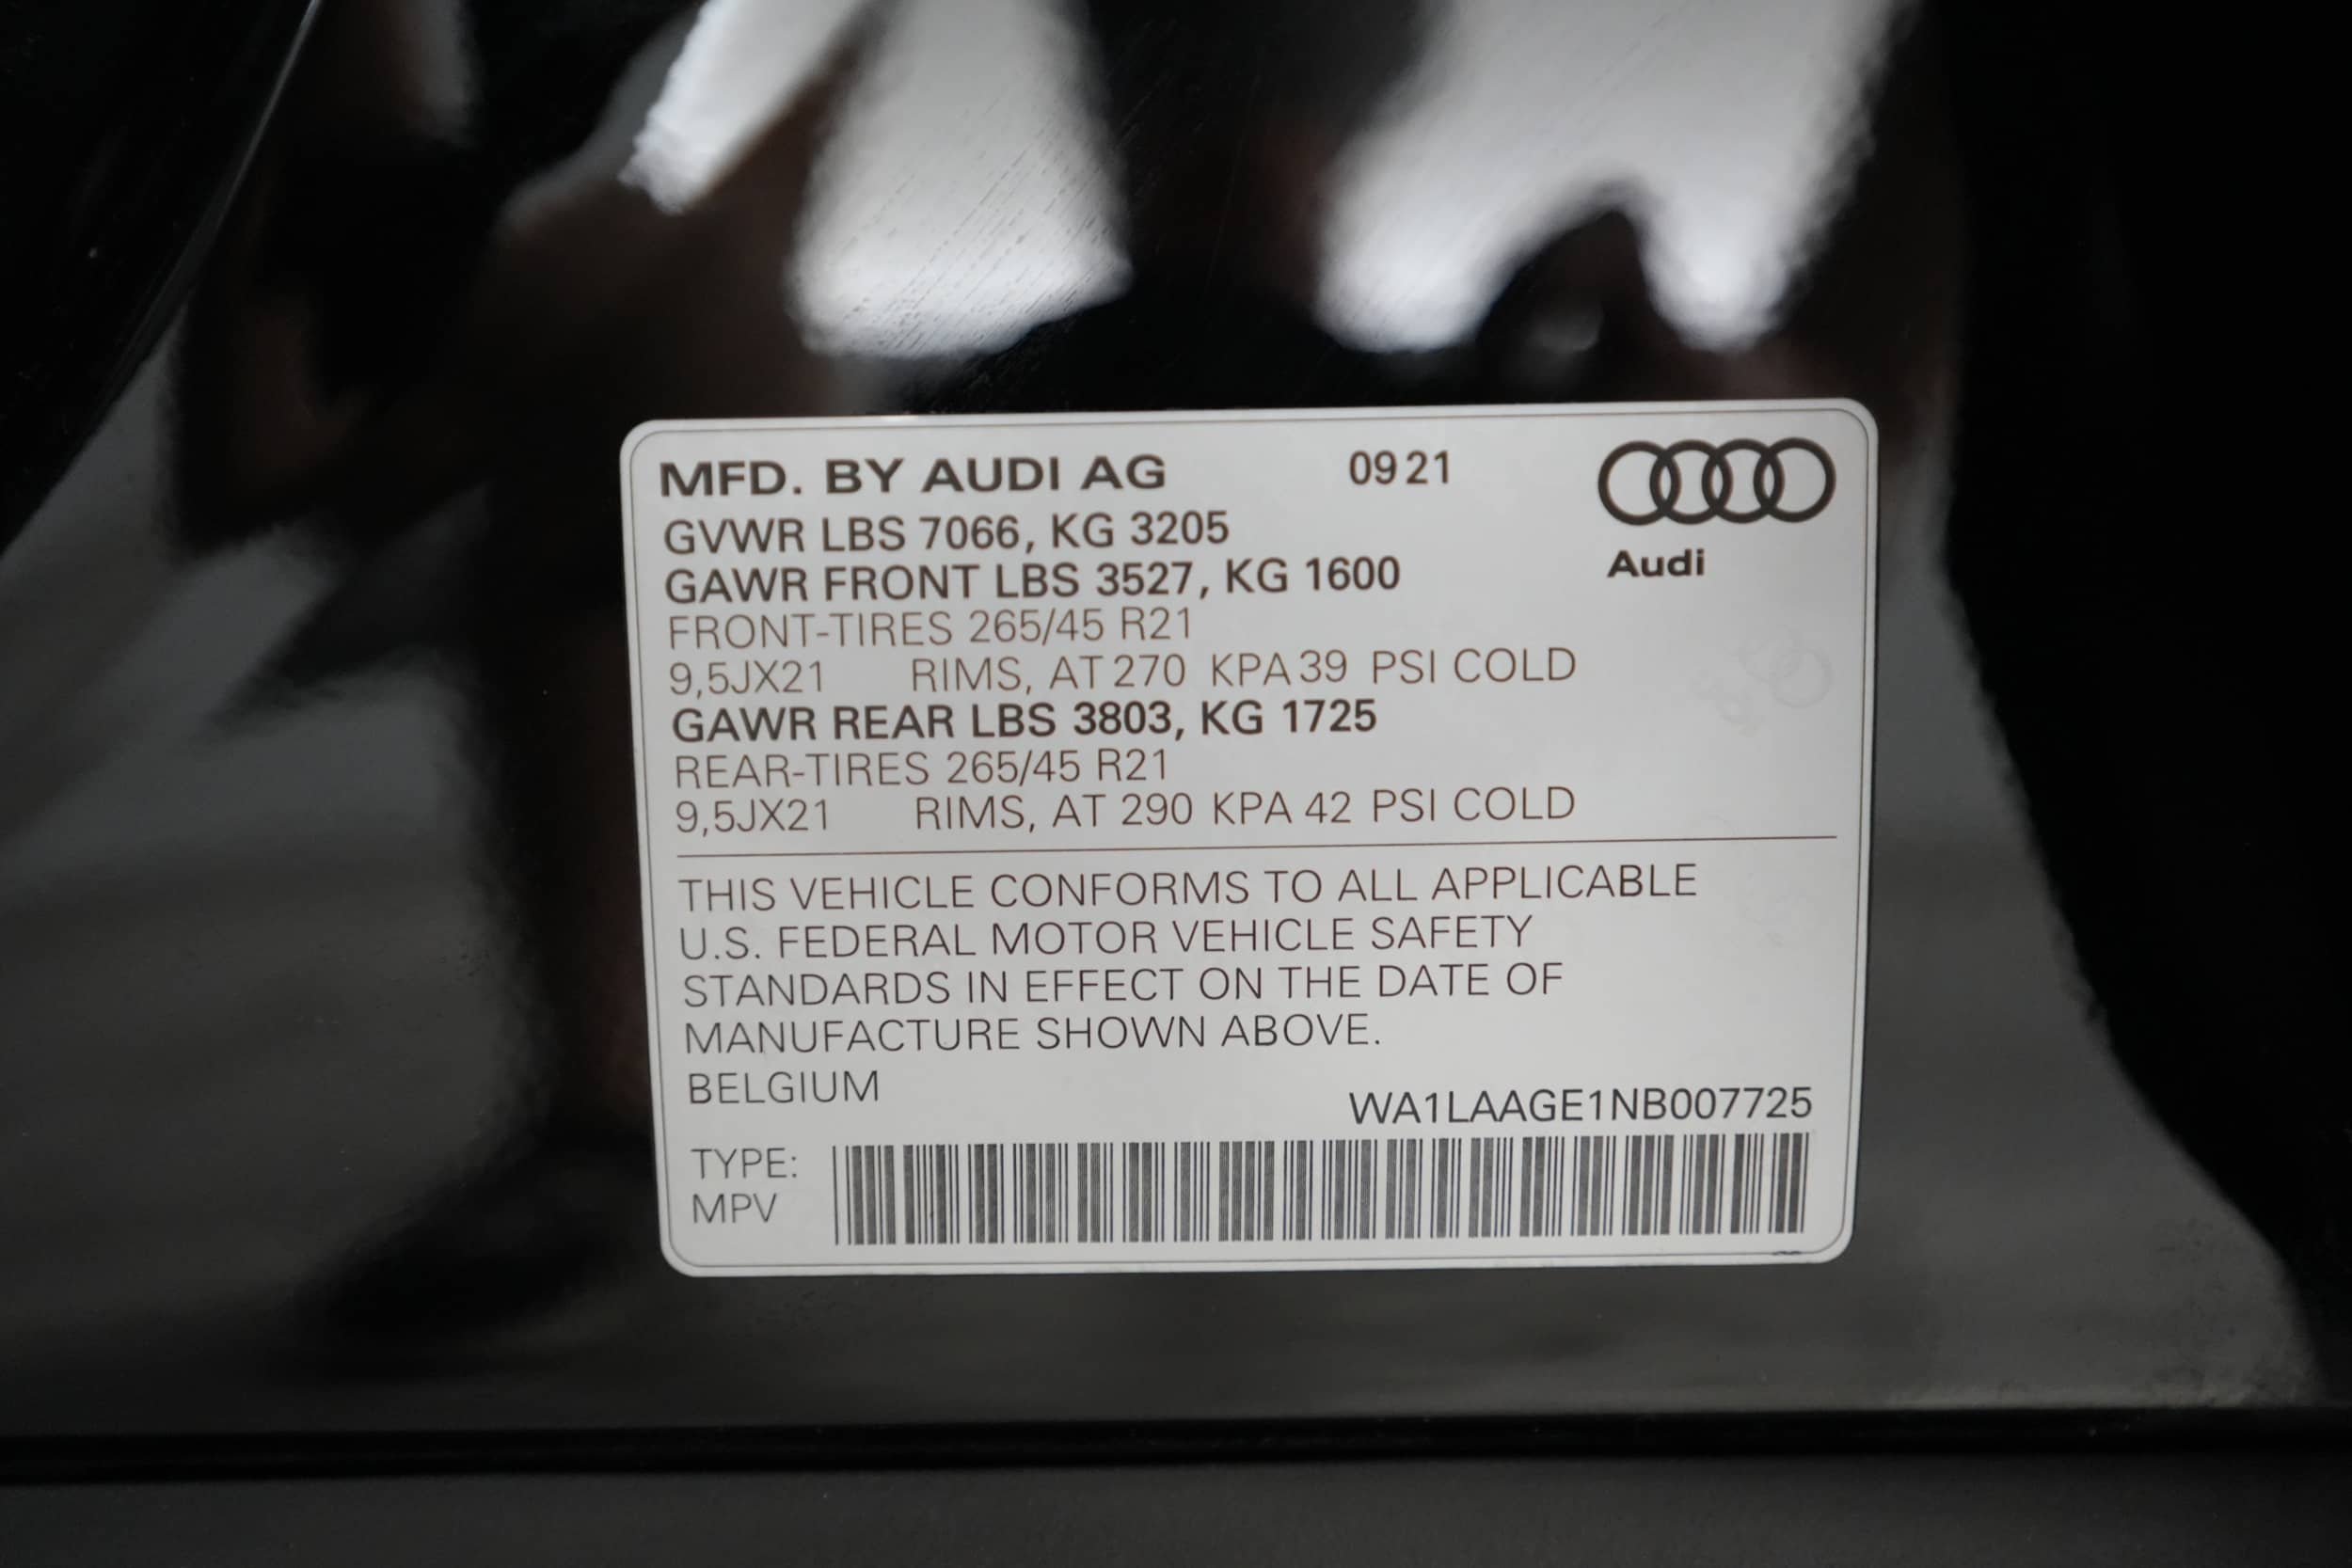 MFD. BY AUDI AG 09 21
GVWR LBS 7066, KG 3205
GAWR FRONT LBS 3527, KG 1600
Audi
FRONT-TIRES 265/45 R21
9,5JX21 RIMS, AT 270 KPA 39 PSI COLD
GAWR REAR LBS 3803, KG 1725
REAR-TIRES 265/45 R21
9,5JX21 RIMS, AT 290 KPA 42 PSI COLD
THIS VEHICLE CONFORMS TO ALL APPLICABLE
U.S. FEDERAL MOTOR VEHICLE SAFETY
STANDARDS IN EFFECT ON THE DATE OF
MANUFACTURE SHOWN ABOVE.
BELGIUM
WA1LAAGE1NB007725
TYPE:
MPV